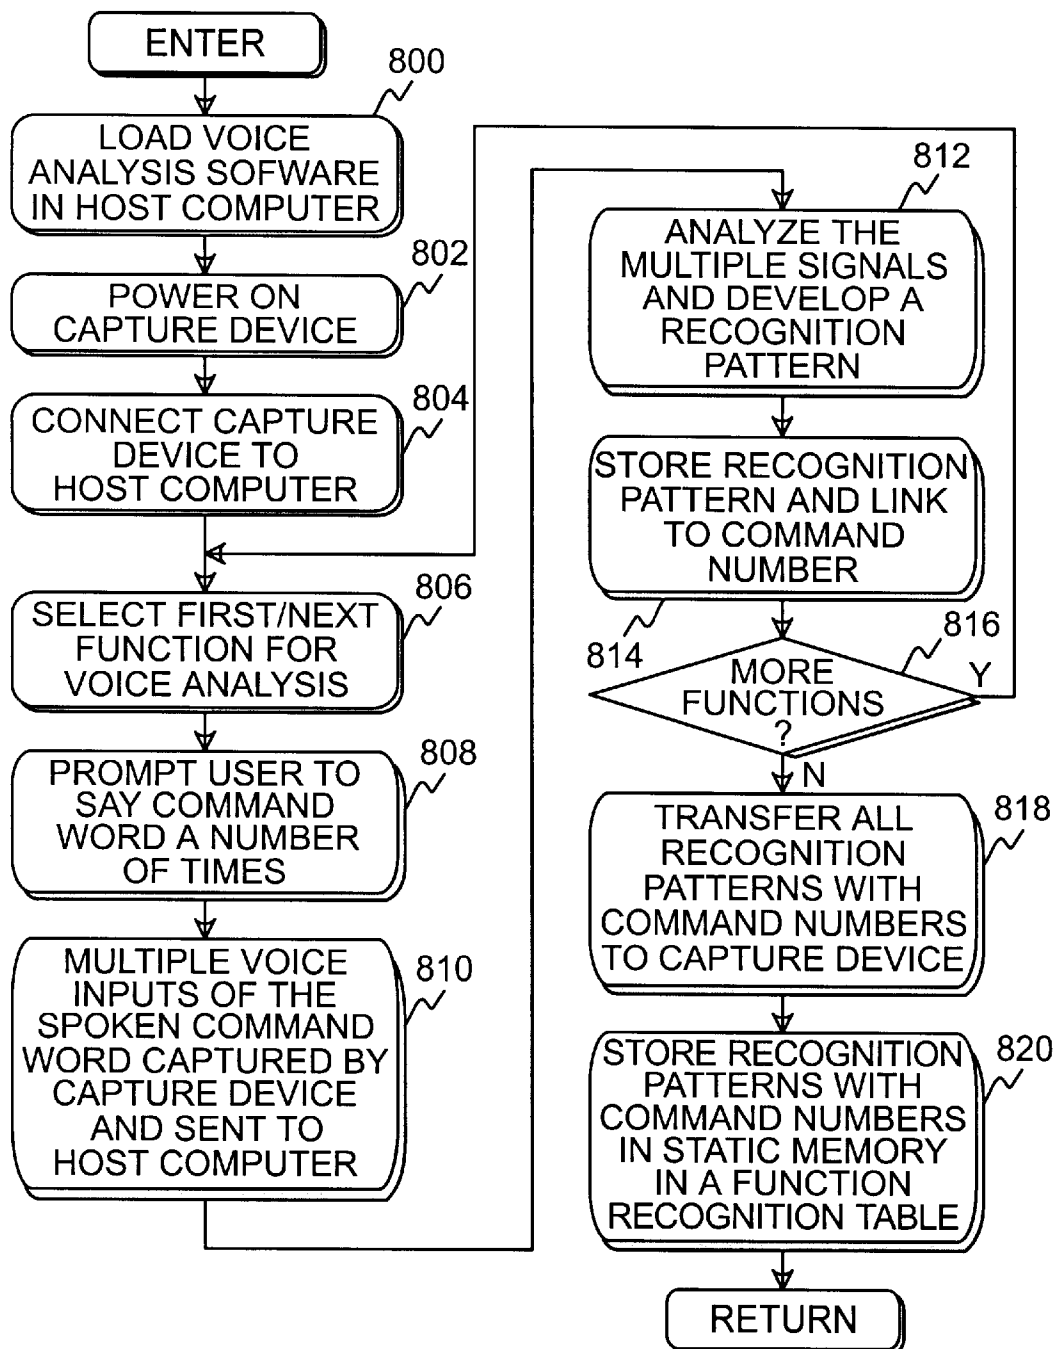 ENTER
800
LOAD VOICE
ANALYSIS SOFWARE
IN HOST COMPUTER
802
POWER ON
CAPTURE DEVICE
804
CONNECT CAPTURE
DEVICE TO
HOST COMPUTER
806
SELECT FIRST/NEXT
FUNCTION FOR
VOICE ANALYSIS
808
PROMPT USER TO
SAY COMMAND
WORD A NUMBER
OF TIMES
810
MULTIPLE VOICE
INPUTS OF THE
SPOKEN COMMAND
WORD CAPTURED BY
CAPTURE DEVICE
AND SENT TO
HOST COMPUTER
812
ANALYZE THE
MULTIPLE SIGNALS
AND DEVELOP A
RECOGNITION
PATTERN
STORE RECOGNITION
PATTERN AND LINK
TO COMMAND
NUMBER
814
816
MORE
FUNCTIONS
?
Y
N
818
TRANSFER ALL
RECOGNITION
PATTERNS WITH
COMMAND NUMBERS
TO CAPTURE DEVICE
820
STORE RECOGNITION
PATTERNS WITH
COMMAND NUMBERS
IN STATIC MEMORY
IN A FUNCTION
RECOGNITION TABLE
RETURN